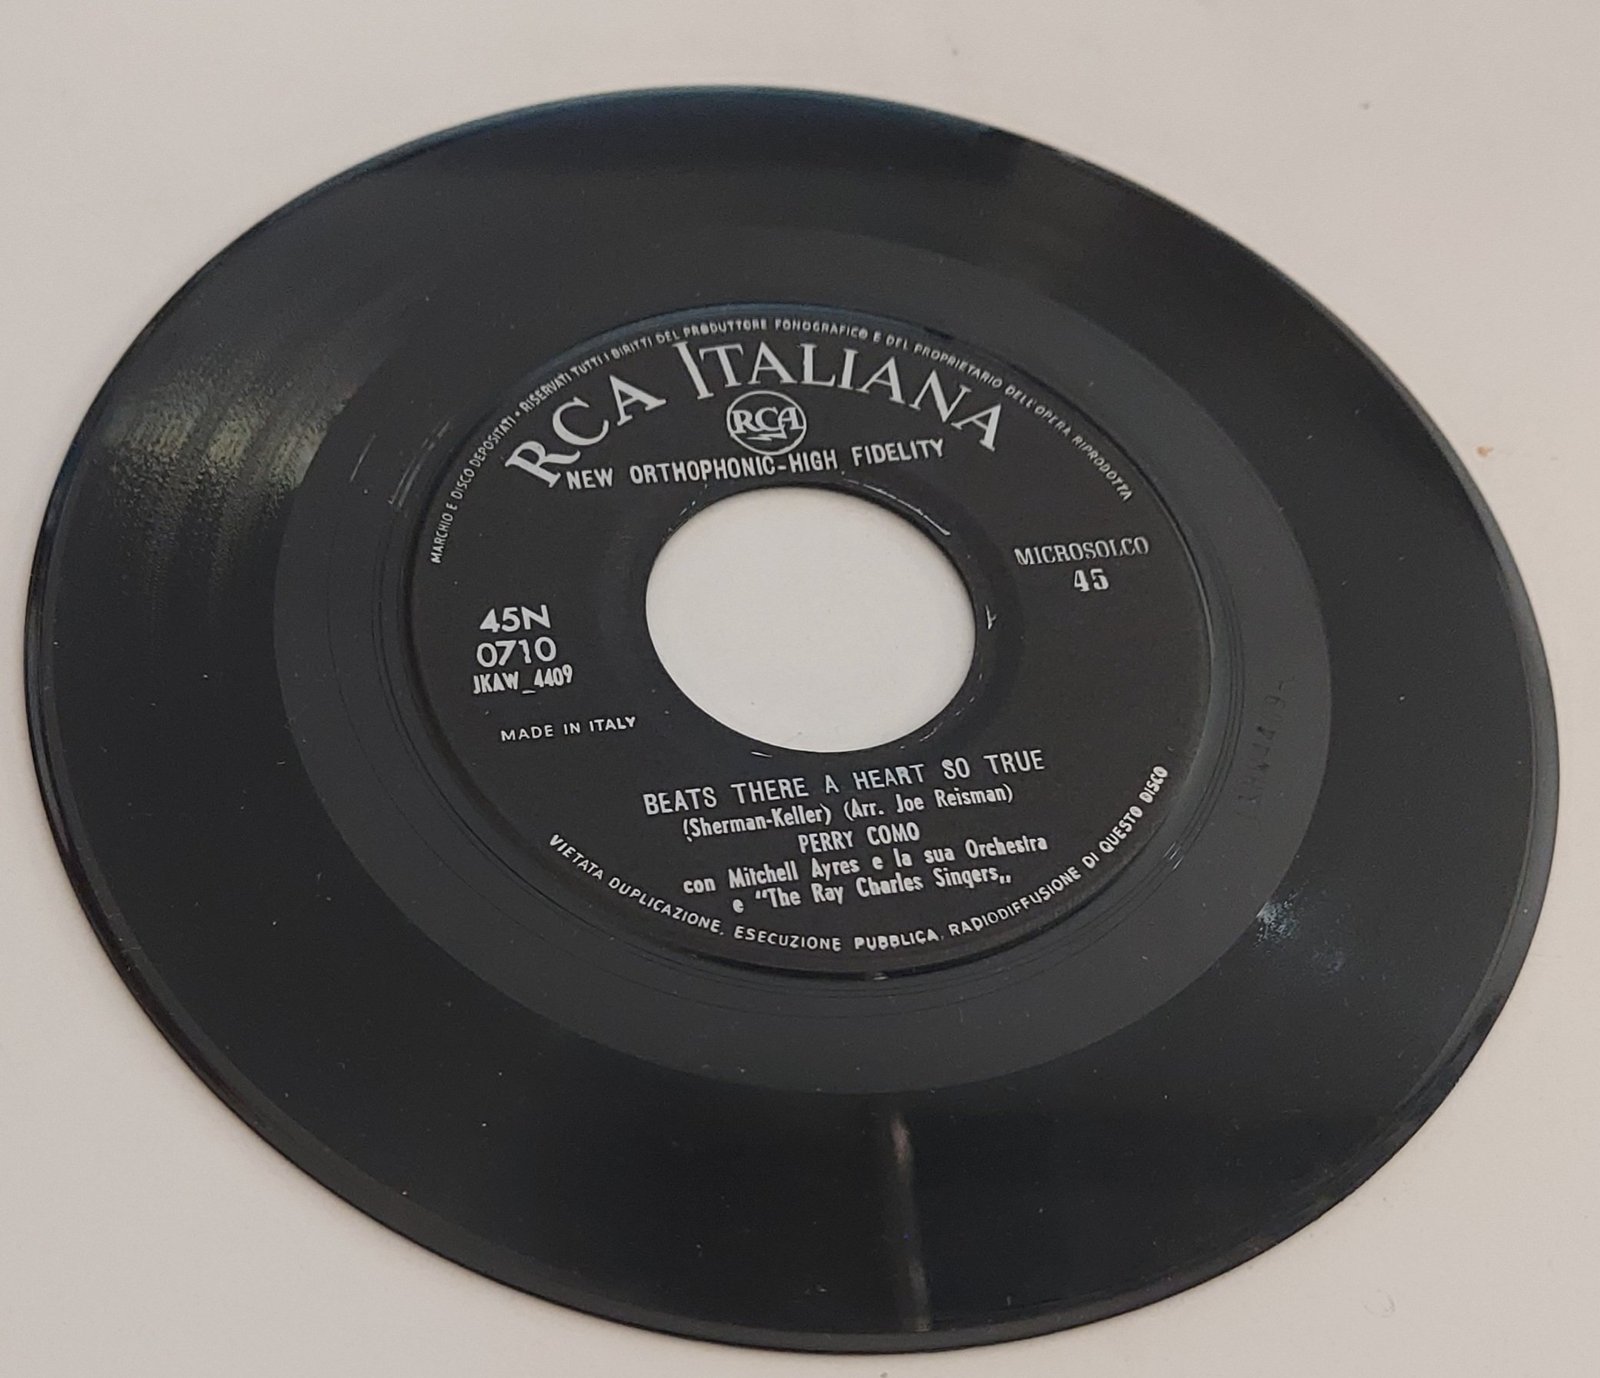 MARCHIO E DISCO DEPOSITATI • RISERVATI TUTTI I DIRITTI DEL PRODUTTORE FONOGRAFICO E DEL PROPRIETARIO DELL'OPERA RIPRODOTTA
RCA ITALIANA
RCA
NEW ORTHOPHONIC-HIGH FIDELITY
MICROSOLCO
45
45N
0710
JKAW_4409
MADE IN ITALY
BEATS THERE A HEART SO TRUE
(Sherman-Keller) (Arr. Joe Reisman)
PERRY COMO
con Mitchell Ayres e la sua Orchestra
e "The Ray Charles Singers„
VIETATA DUPLICAZIONE, ESECUZIONE PUBBLICA, RADIODIFFUSIONE DI QUESTO DISCO